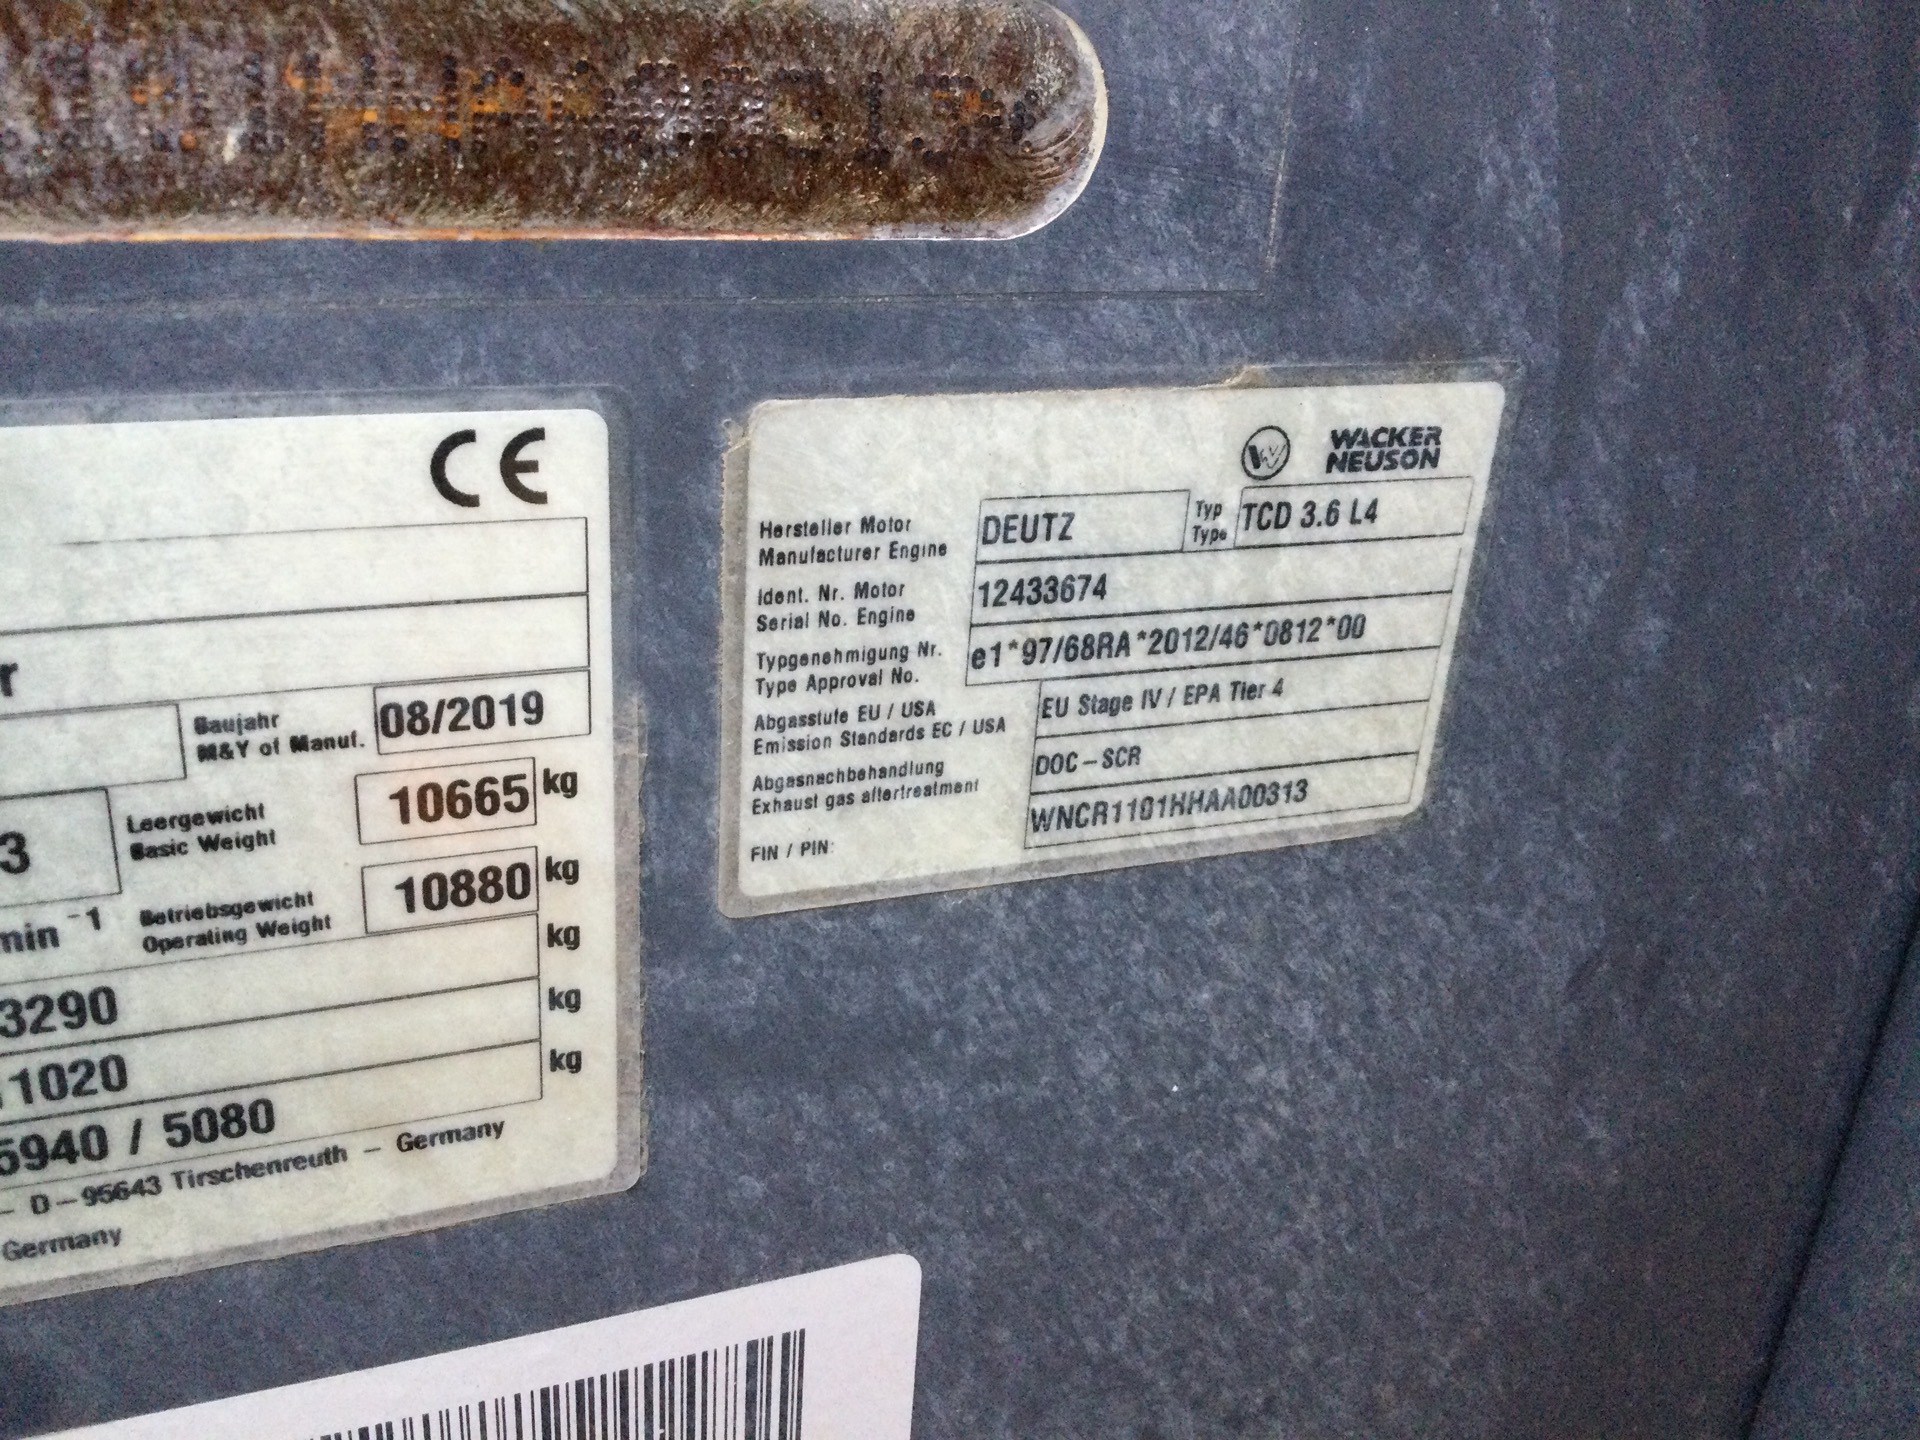 CE
r
Baujahr
M&Y of Manuf. 08/2019
3
Leergewicht
Basic Weight 10665 kg
min⁻¹
Betriebsgewicht
Operating Weight 10880 kg
3290 kg
1020 kg
5940 / 5080 kg
– D–95643 Tirschenreuth – Germany
Germany
WACKER
NEUSON
Hersteller Motor
Manufacturer Engine
DEUTZ
Typ
Type
TCD 3.6 L4
Ident. Nr. Motor
Serial No. Engine
12433674
Typgenehmigung Nr.
Type Approval No.
e1*97/68RA*2012/46*0812*00
Abgasstufe EU / USA
Emission Standards EC / USA
EU Stage IV / EPA Tier 4
Abgasnachbehandlung
Exhaust gas aftertreatment
DOC–SCR
FIN / PIN:
WNCR1101HHAA00313